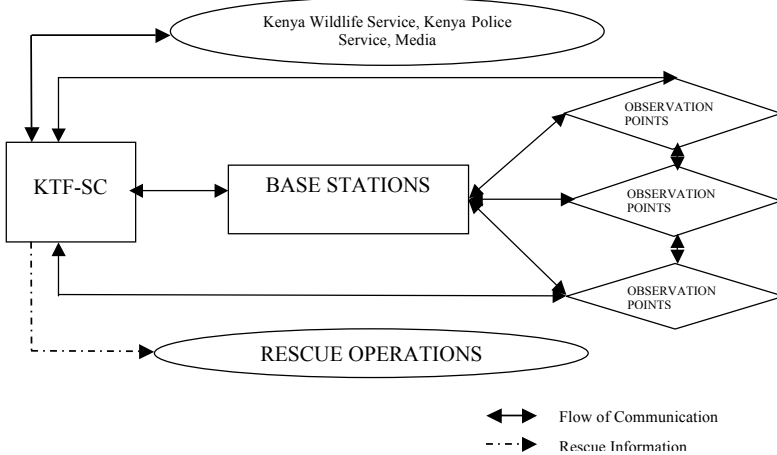 Kenya Wildlife Service, Kenya Police
Service, Media
OBSERVATION
POINTS
KTF-SC
BASE STATIONS
OBSERVATION
POINTS
OBSERVATION
POINTS
RESCUE OPERATIONS
Flow of Communication
Rescue Information